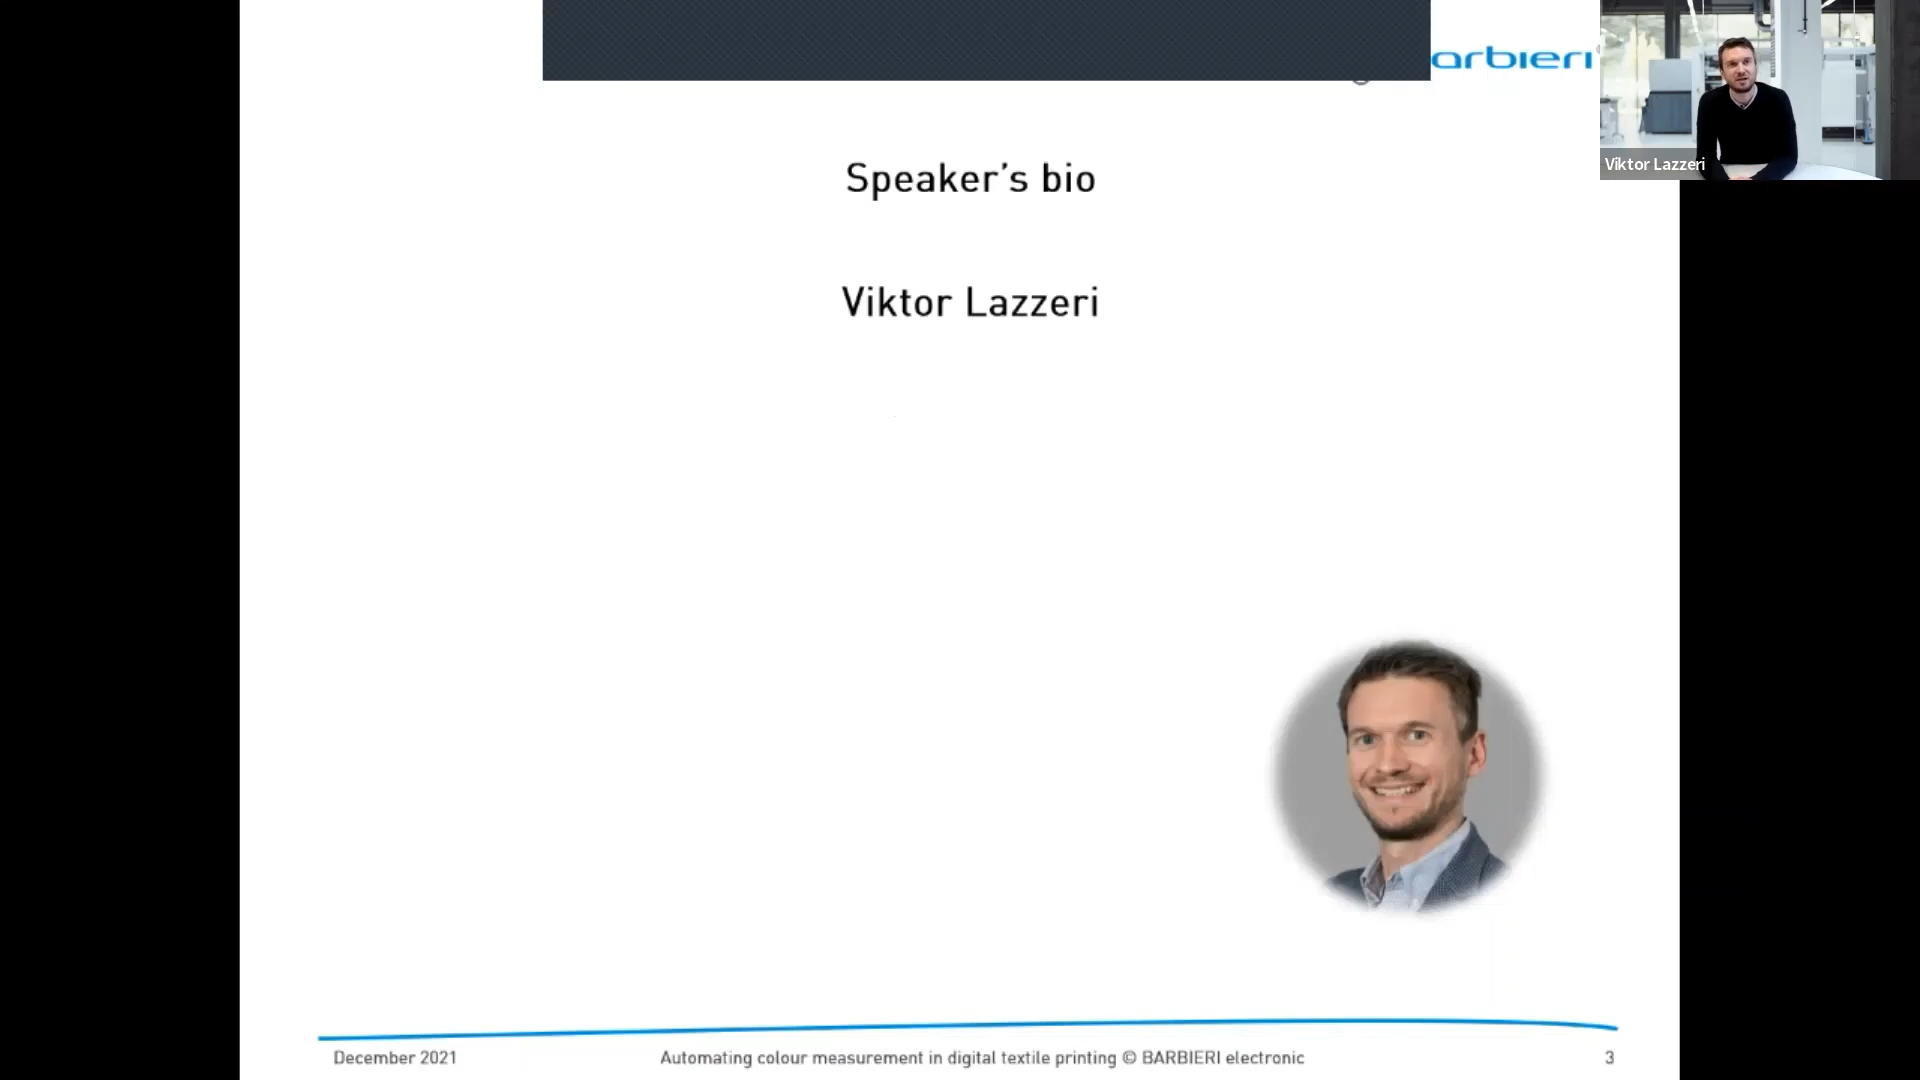 arbieri
Viktor Lazzeri
Speaker's bio
Viktor Lazzeri
December 2021
Automating colour measurement in digital textile printing © BARBIERI electronic
3